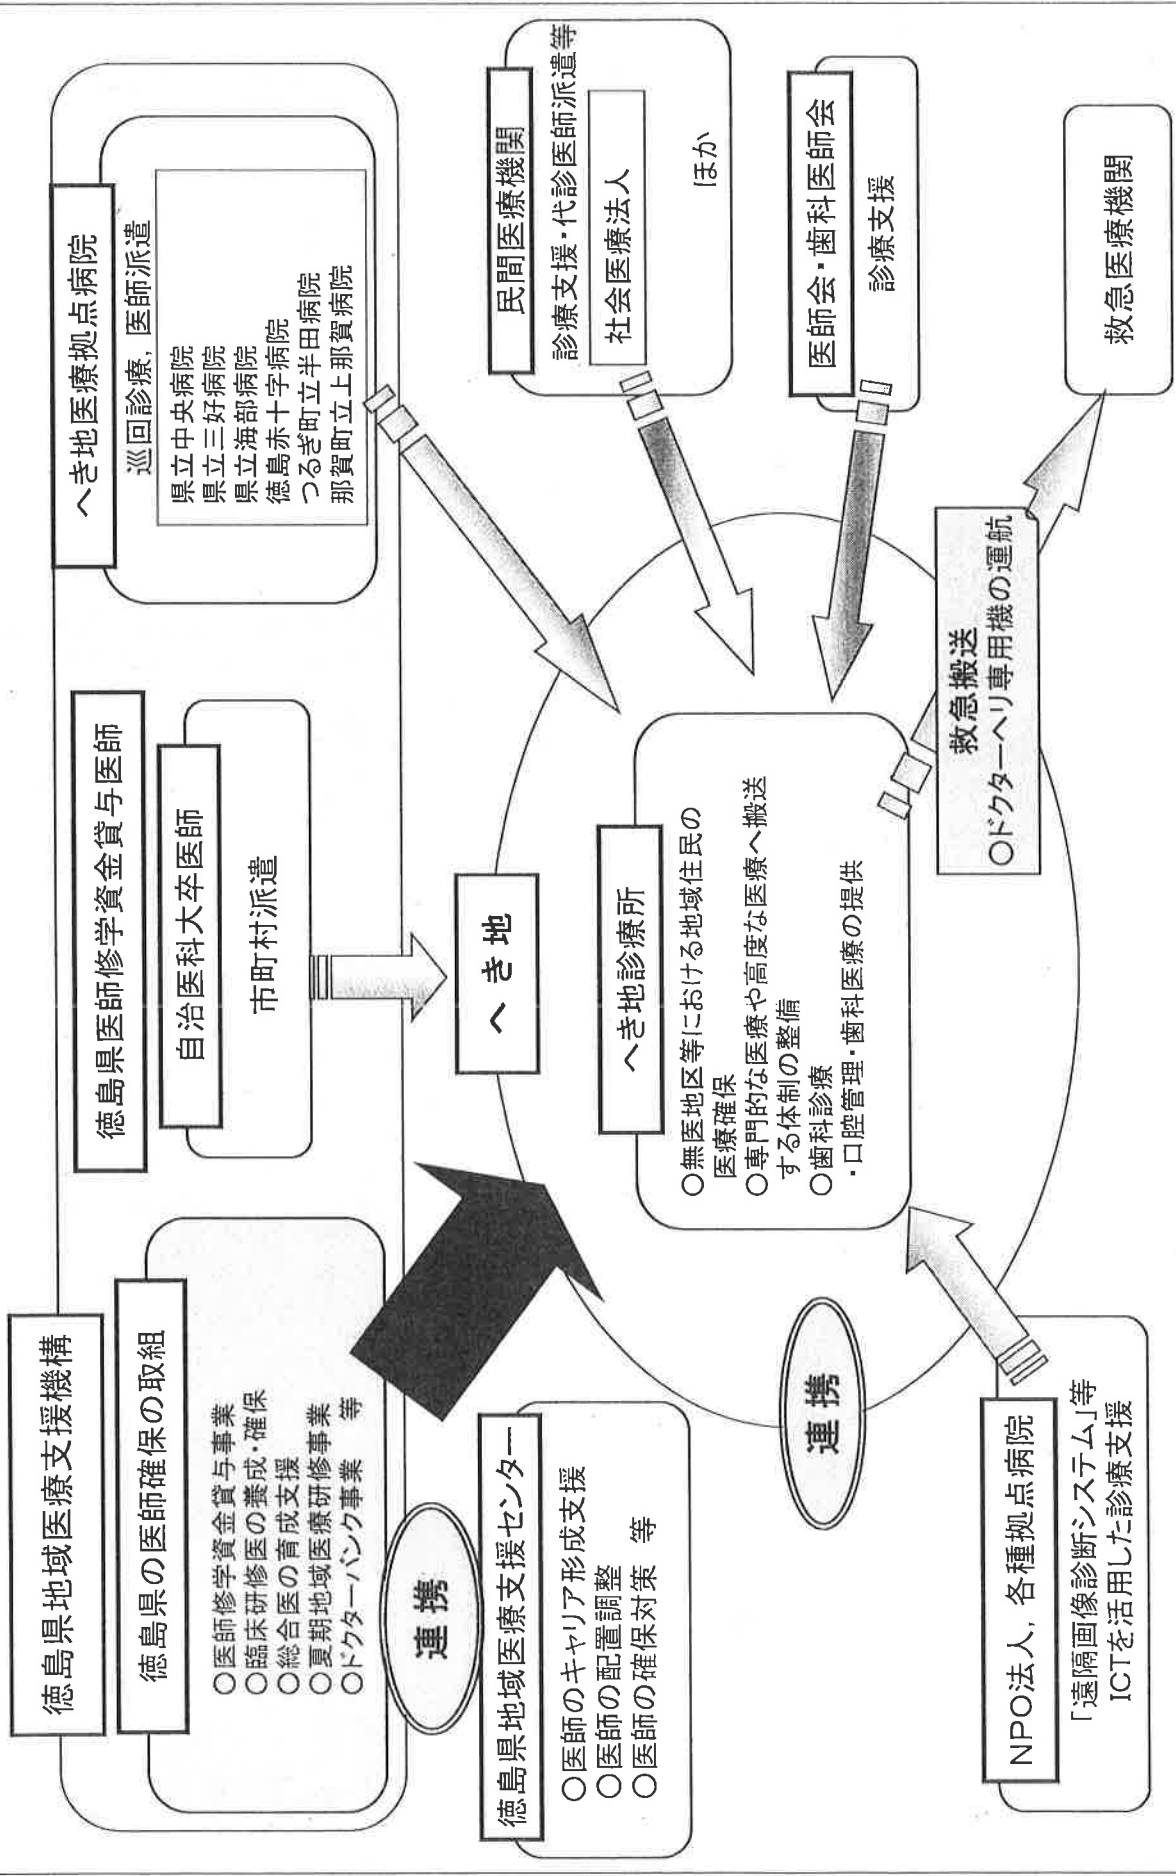 徳島県地域医療支援機構
徳島県の医師確保の取組
○医師修学資金貸与事業
○臨床研修医の養成・確保
○総合医の育成支援
○夏期地域医療研修事業
○ドクターバンク事業 等
徳島県医師修学資金貸与医師
自治医科大卒医師
市町村派遣
へき地医療拠点病院
巡回診療，医師派遣
県立中央病院
県立三好病院
県立海部病院
徳島赤十字病院
つるぎ町立半田病院
那賀町立上那賀病院
連携
徳島県地域医療支援センター
○医師のキャリア形成支援
○医師の配置調整
○医師の確保対策 等
へき地
民間医療機関
診療支援・代診医師派遣等
社会医療法人
ほか
へき地診療所
○無医地区等における地域住民の
医療確保
○専門的な医療や高度な医療へ搬送
する体制の整備
○歯科診療
・口腔管理・歯科医療の提供
医師会・歯科医師会
診療支援
連携
救急搬送
○ドクターヘリ専用機の運航
NPO法人，各種拠点病院
「遠隔画像診断システム」等
ICTを活用した診療支援
救急医療機関